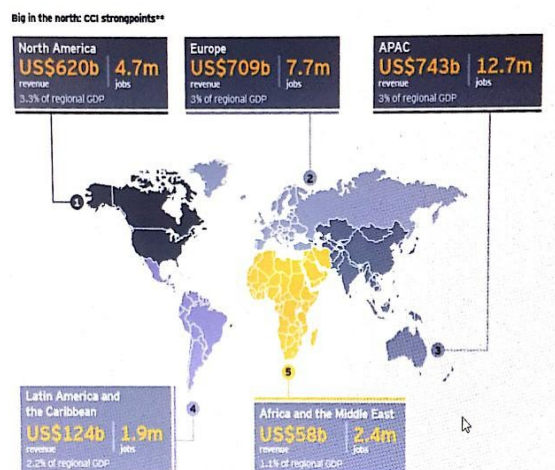 Big in the north: CCI strongpoints**
North America
US$620b 4.7m
revenue jobs
3.3% of regional GDP
Europe
US$709b 7.7m
revenue jobs
3% of regional GDP
APAC
US$743b 12.7m
revenue jobs
3% of regional GDP
1
2
3
4
5
Latin America and
the Caribbean
US$124b 1.9m
revenue jobs
2.2% of regional GDP
Africa and the Middle East
US$58b 2.4m
revenue jobs
1.1% of regional GDP